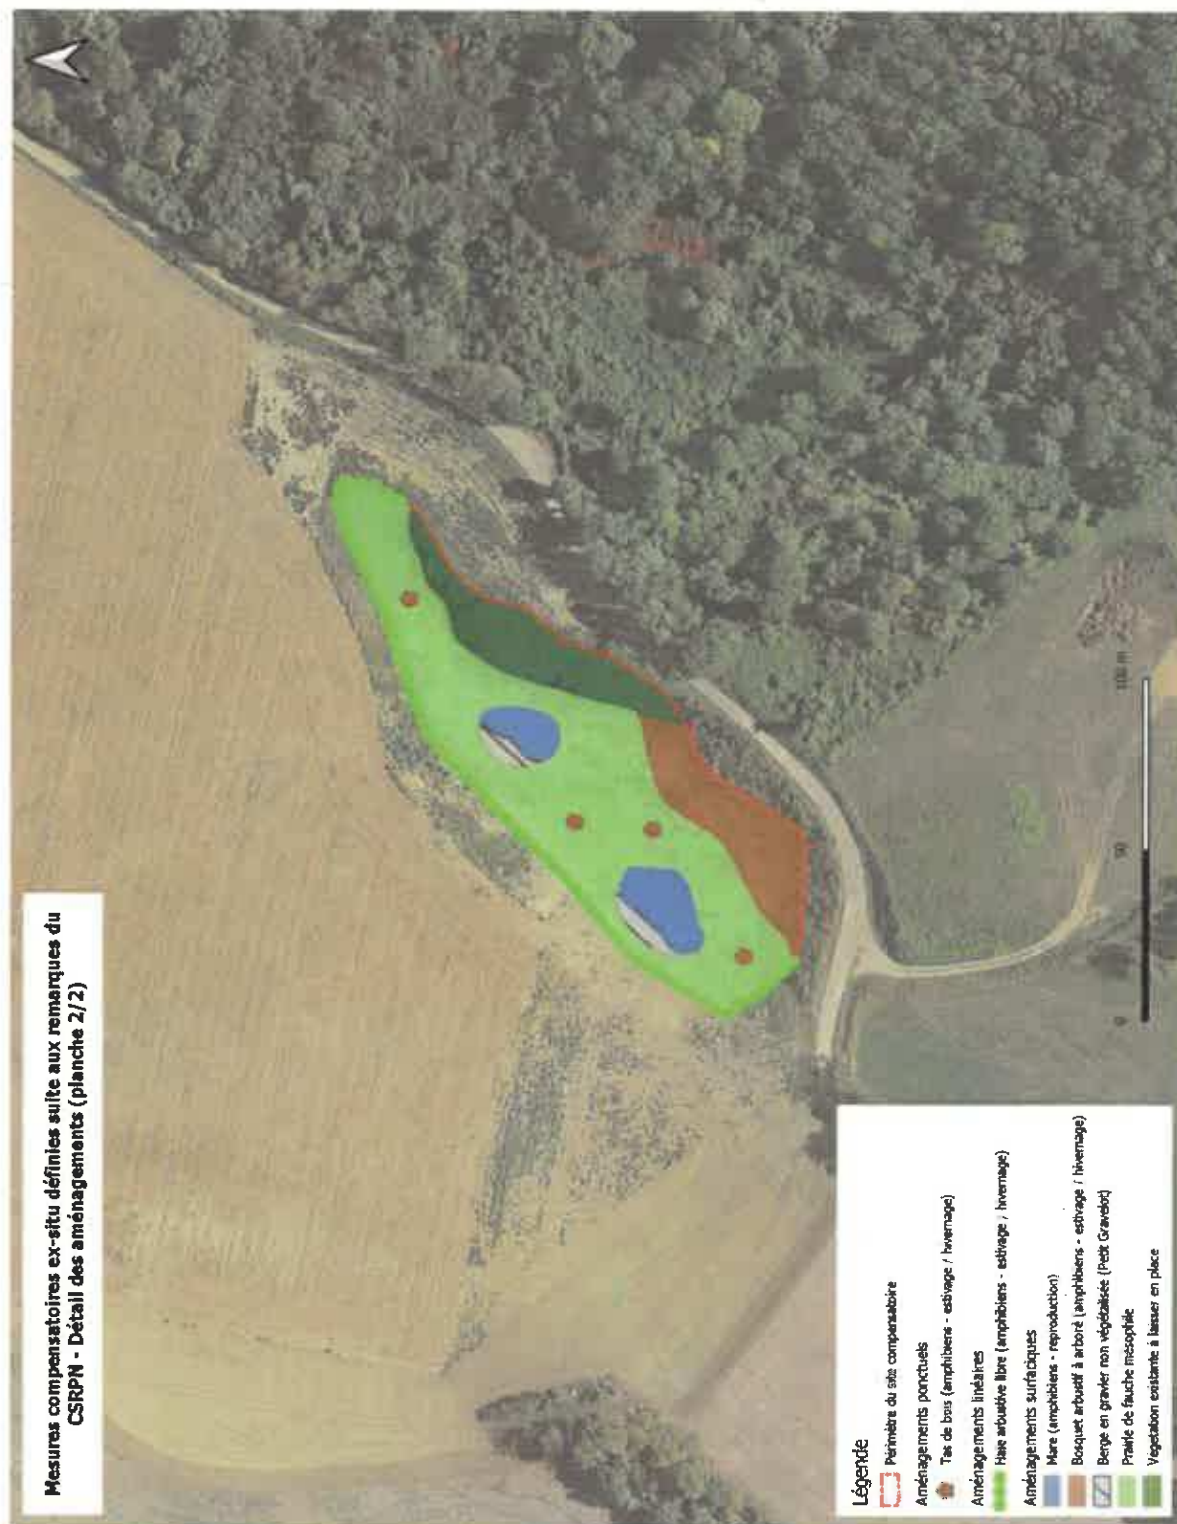 Mesures compensatoires ex-situ définies suite aux remarques du
CSRPN - Détail des aménagements (planche 2/2)
Légende
Périmètre du site compensatoire
Aménagements ponctuels
Tas de bois (amphibiens - estivage / hivernage)
Aménagements linéaires
Haie arbustive libre (amphibiens - estivage / hivernage)
Aménagements surfaciques
Mare (amphibiens - reproduction)
Bosquet arbustif à arboré (amphibiens - estivage / hivernage)
Berge en gravier non végétalisée (Petit Gravelot)
Prairie de fauche mésophile
Végétation existante à laisser en place
0 50 100 m